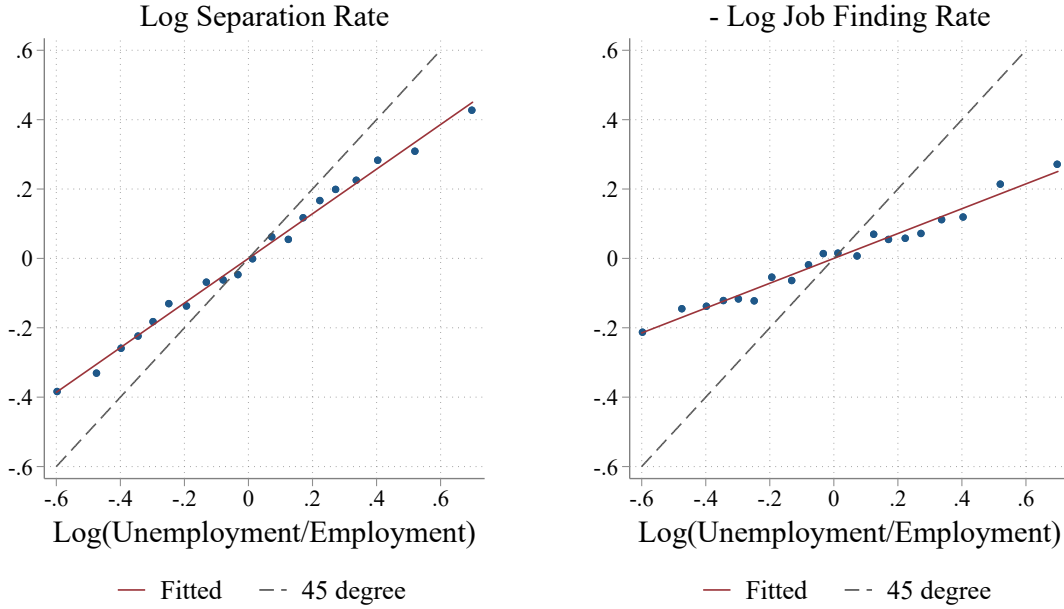 Log Separation Rate
.6
.4
.2
0
-.2
-.4
-.6
-.6 -.4 -.2 0 .2 .4 .6
Log(Unemployment/Employment)
Fitted 45 degree
- Log Job Finding Rate
.6
.4
.2
0
-.2
-.4
-.6
-.6 -.4 -.2 0 .2 .4 .6
Log(Unemployment/Employment)
Fitted 45 degree